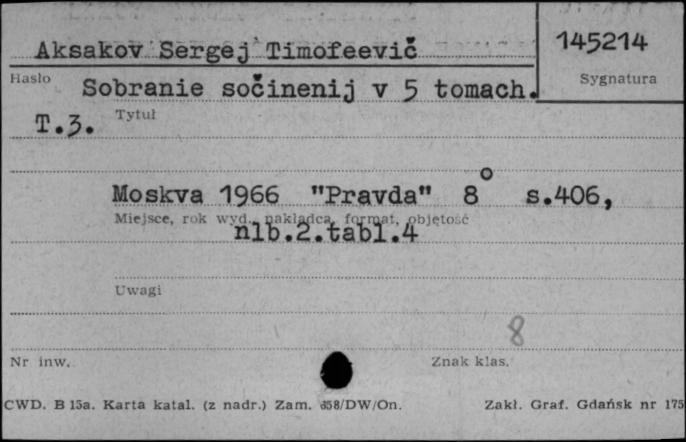 Aksakov Sergej Timofeevič
145214
Hasło
Sygnatura
Sobranie sočinenij v 5 tomach.
T.3.
Tytuł
Moskva 1966 "Pravda" 8° s.406,
Miejsce, rok wyd., nakładca, format, objętość
nlb.2.tabl.4
Uwagi
8
Nr inw.
Znak klas.
CWD. B 15a. Karta katal. (z nadr.) Zam. 658/DW/On.
Zakł. Graf. Gdańsk nr 175